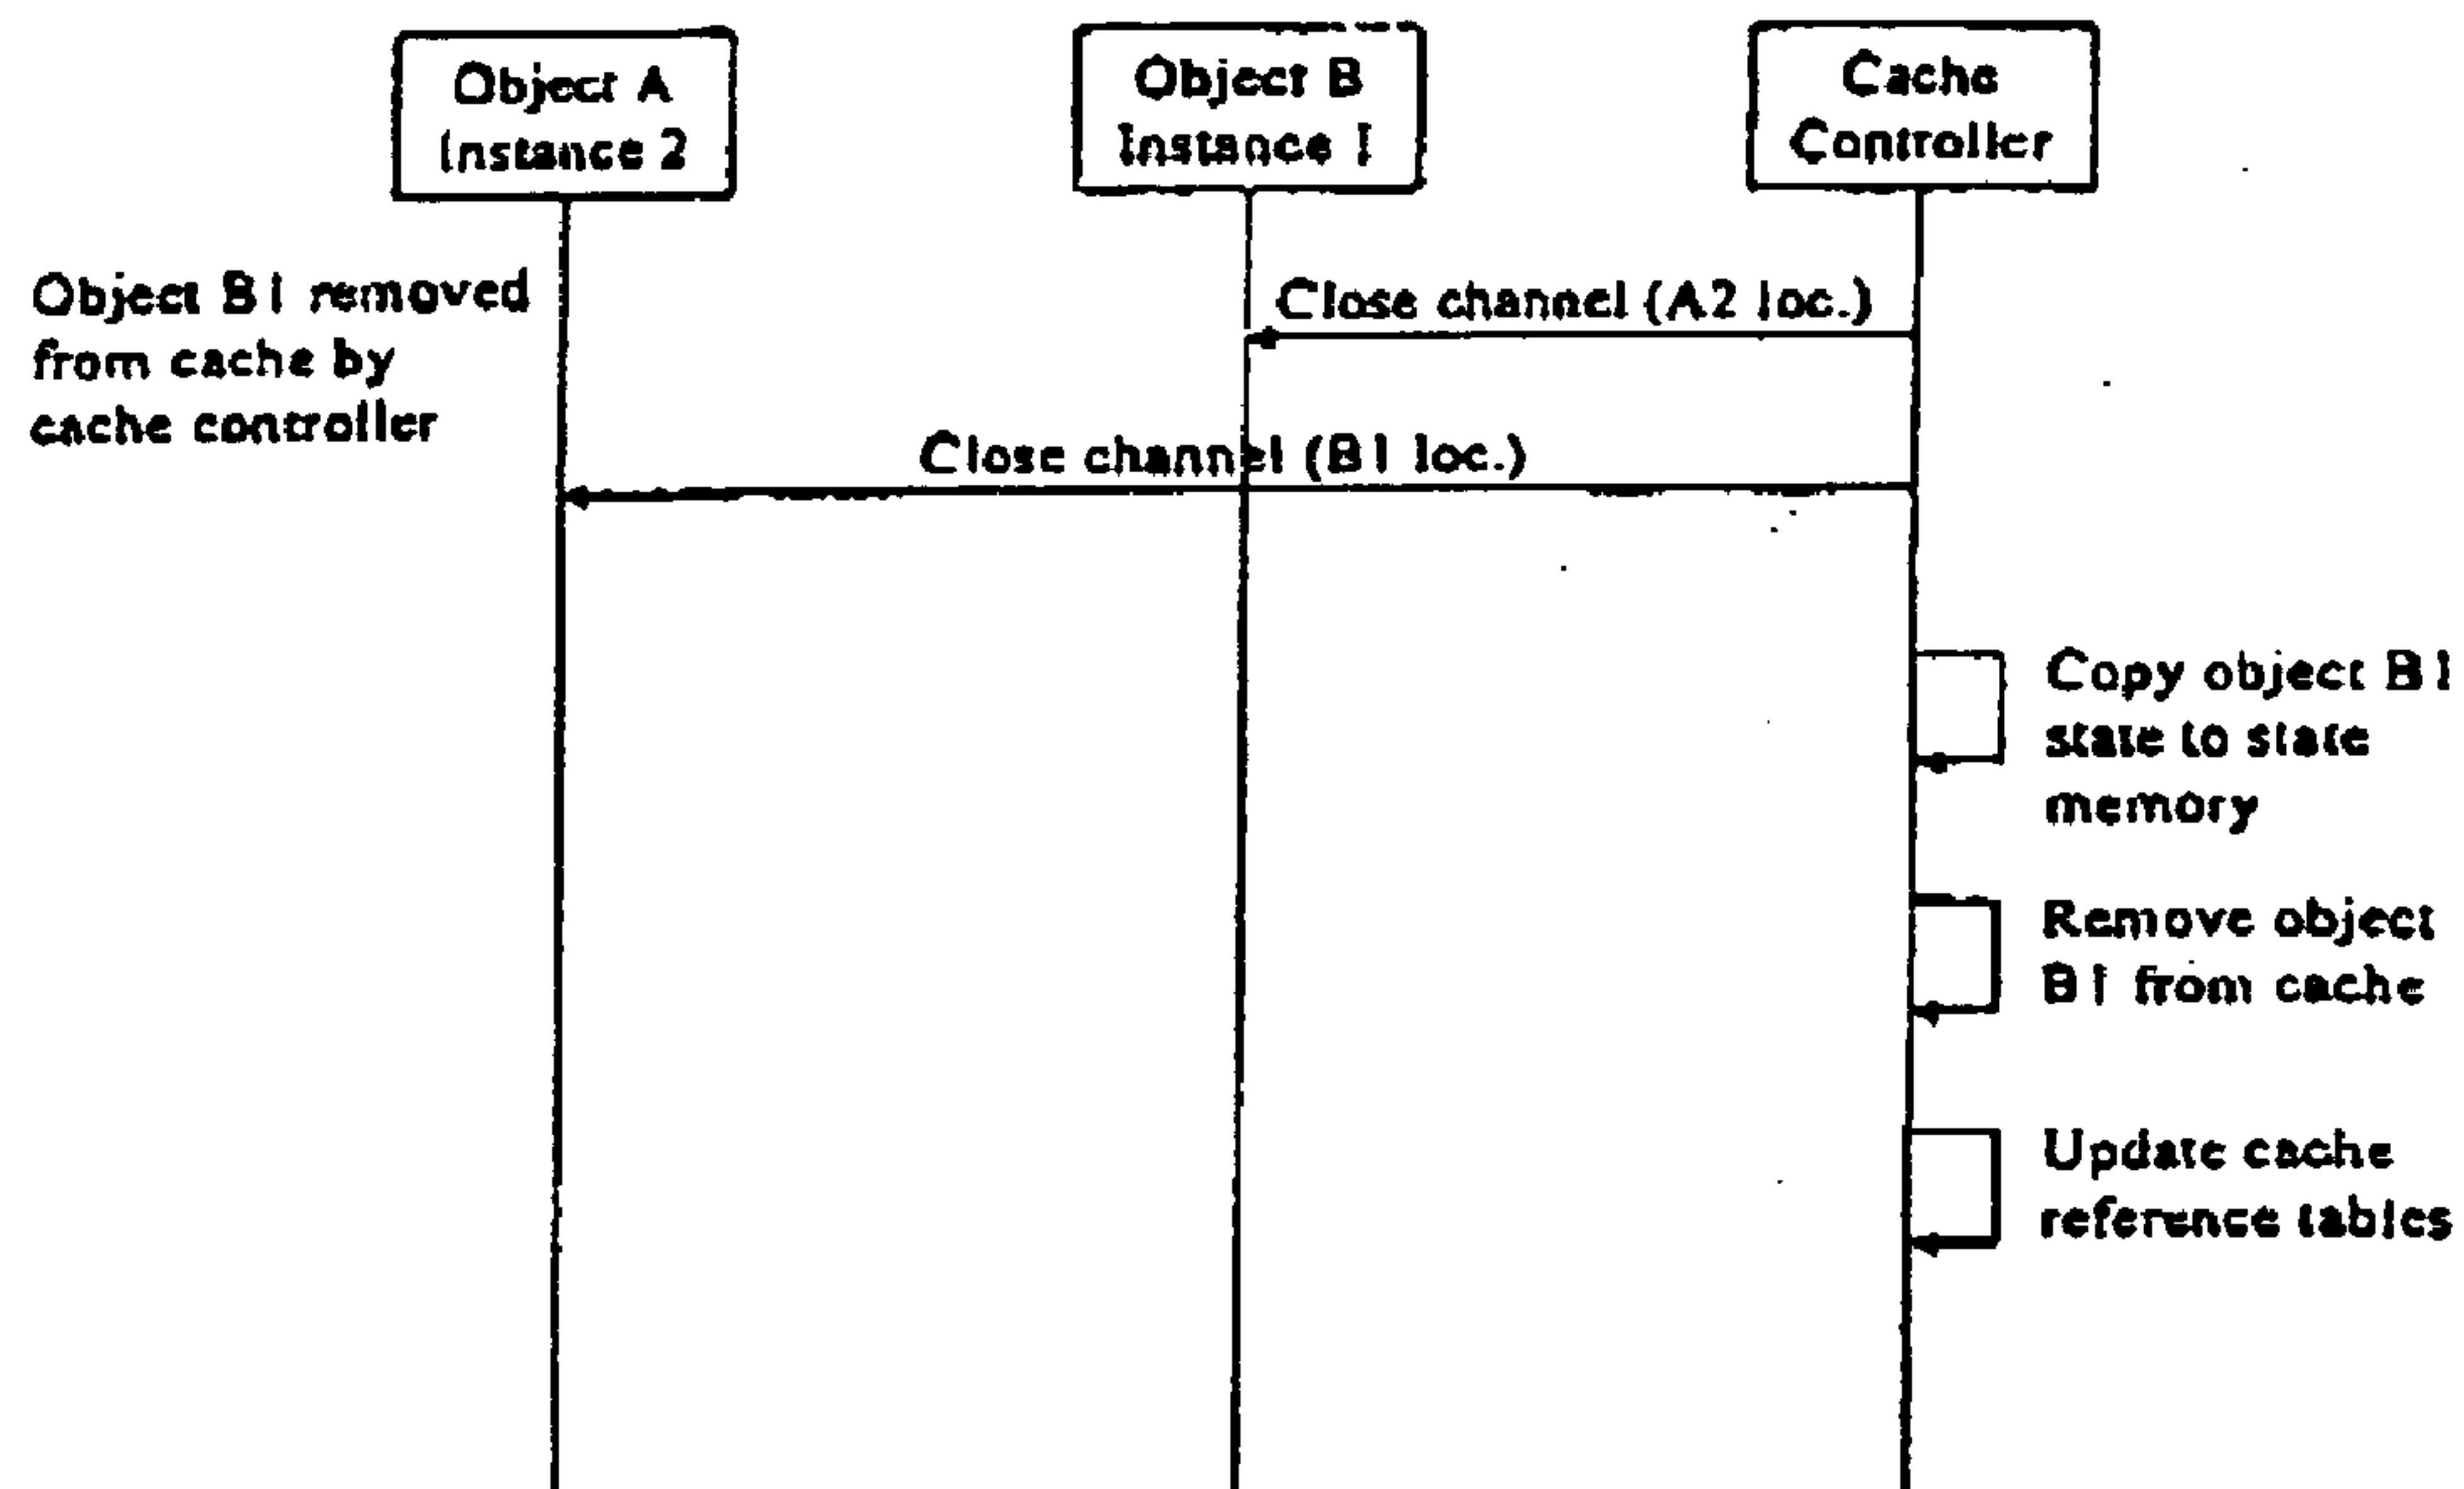 Object A
Instance 2
Object B
Instance 1
Cache
Controller
Object B1 removed
from cache by
cache controller
Close channel (A2 loc.)
Close channel (B1 loc.)
Copy object B1
state to state
memory
Remove object
B1 from cache
Update cache
reference tables